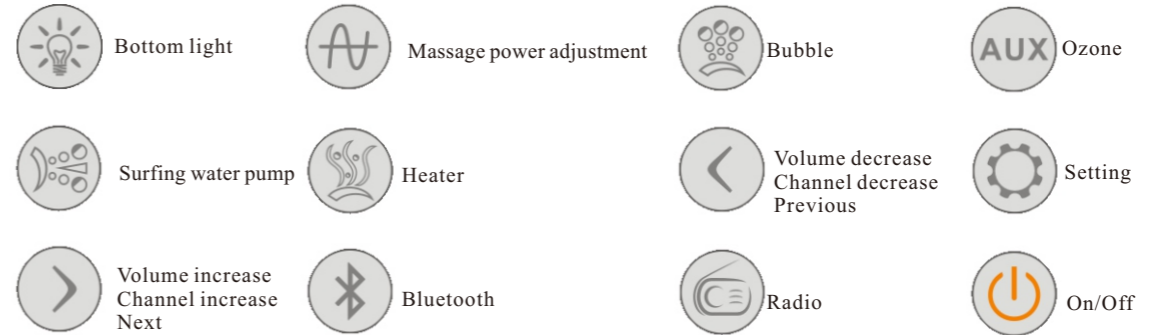 Bottom light
Massage power adjustment
Bubble
AUX
Ozone
Surfing water pump
Heater
Volume decrease
Channel decrease
Previous
Setting
Volume increase
Channel increase
Next
Bluetooth
Radio
On/Off